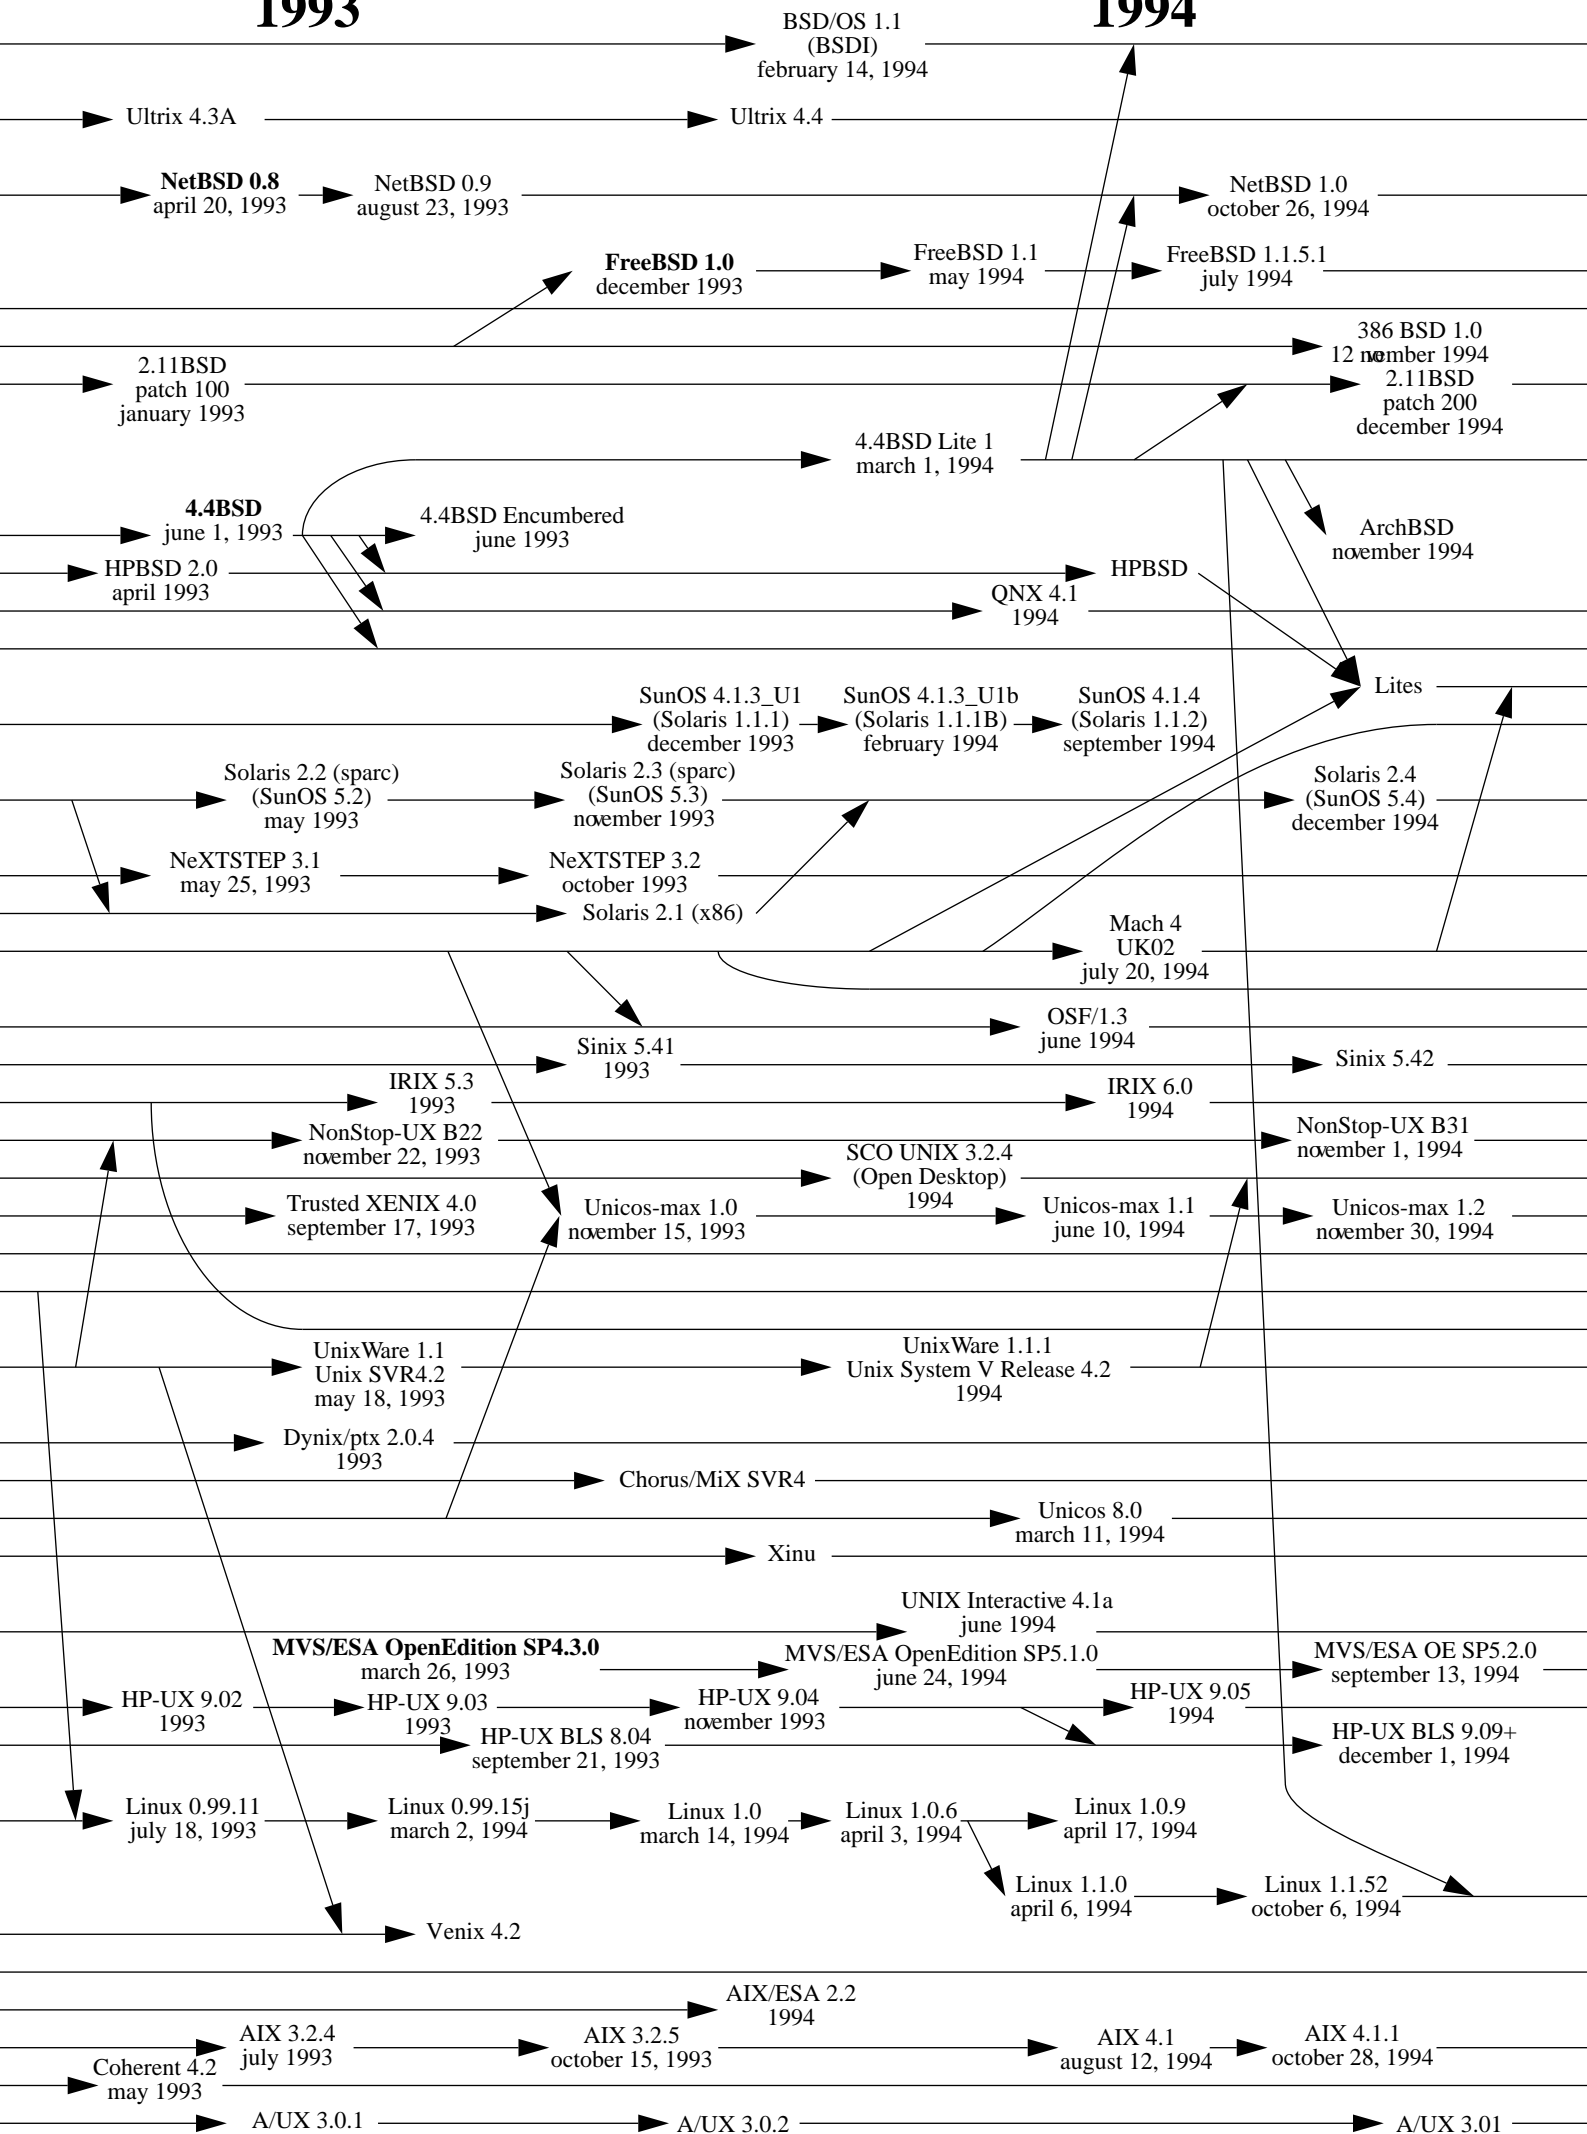 1993
1994
BSD/OS 1.1
(BSDI)
february 14, 1994
Ultrix 4.3A
Ultrix 4.4
NetBSD 0.8
april 20, 1993
NetBSD 0.9
august 23, 1993
NetBSD 1.0
october 26, 1994
FreeBSD 1.0
december 1993
FreeBSD 1.1
may 1994
FreeBSD 1.1.5.1
july 1994
386 BSD 1.0
12 november 1994
2.11BSD
patch 100
january 1993
2.11BSD
patch 200
december 1994
4.4BSD Lite 1
march 1, 1994
4.4BSD
june 1, 1993
4.4BSD Encumbered
june 1993
ArchBSD
november 1994
HPBSD 2.0
april 1993
HPBSD
QNX 4.1
1994
Lites
SunOS 4.1.3_U1
(Solaris 1.1.1)
december 1993
SunOS 4.1.3_U1b
(Solaris 1.1.1B)
february 1994
SunOS 4.1.4
(Solaris 1.1.2)
september 1994
Solaris 2.2 (sparc)
(SunOS 5.2)
may 1993
Solaris 2.3 (sparc)
(SunOS 5.3)
november 1993
Solaris 2.4
(SunOS 5.4)
december 1994
NeXTSTEP 3.1
may 25, 1993
NeXTSTEP 3.2
october 1993
Solaris 2.1 (x86)
Mach 4
UK02
july 20, 1994
OSF/1.3
june 1994
Sinix 5.41
1993
Sinix 5.42
IRIX 5.3
1993
IRIX 6.0
1994
NonStop-UX B22
november 22, 1993
NonStop-UX B31
november 1, 1994
SCO UNIX 3.2.4
(Open Desktop)
1994
Trusted XENIX 4.0
september 17, 1993
Unicos-max 1.0
november 15, 1993
Unicos-max 1.1
june 10, 1994
Unicos-max 1.2
november 30, 1994
UnixWare 1.1
Unix SVR4.2
may 18, 1993
UnixWare 1.1.1
Unix System V Release 4.2
1994
Dynix/ptx 2.0.4
1993
Chorus/MiX SVR4
Unicos 8.0
march 11, 1994
Xinu
UNIX Interactive 4.1a
june 1994
MVS/ESA OpenEdition SP4.3.0
march 26, 1993
MVS/ESA OpenEdition SP5.1.0
june 24, 1994
MVS/ESA OE SP5.2.0
september 13, 1994
HP-UX 9.02
1993
HP-UX 9.03
1993
HP-UX 9.04
november 1993
HP-UX 9.05
1994
HP-UX BLS 8.04
september 21, 1993
HP-UX BLS 9.09+
december 1, 1994
Linux 0.99.11
july 18, 1993
Linux 0.99.15j
march 2, 1994
Linux 1.0
march 14, 1994
Linux 1.0.6
april 3, 1994
Linux 1.0.9
april 17, 1994
Linux 1.1.0
april 6, 1994
Linux 1.1.52
october 6, 1994
Venix 4.2
AIX/ESA 2.2
1994
AIX 3.2.4
july 1993
AIX 3.2.5
october 15, 1993
AIX 4.1
august 12, 1994
AIX 4.1.1
october 28, 1994
Coherent 4.2
may 1993
A/UX 3.0.1
A/UX 3.0.2
A/UX 3.01